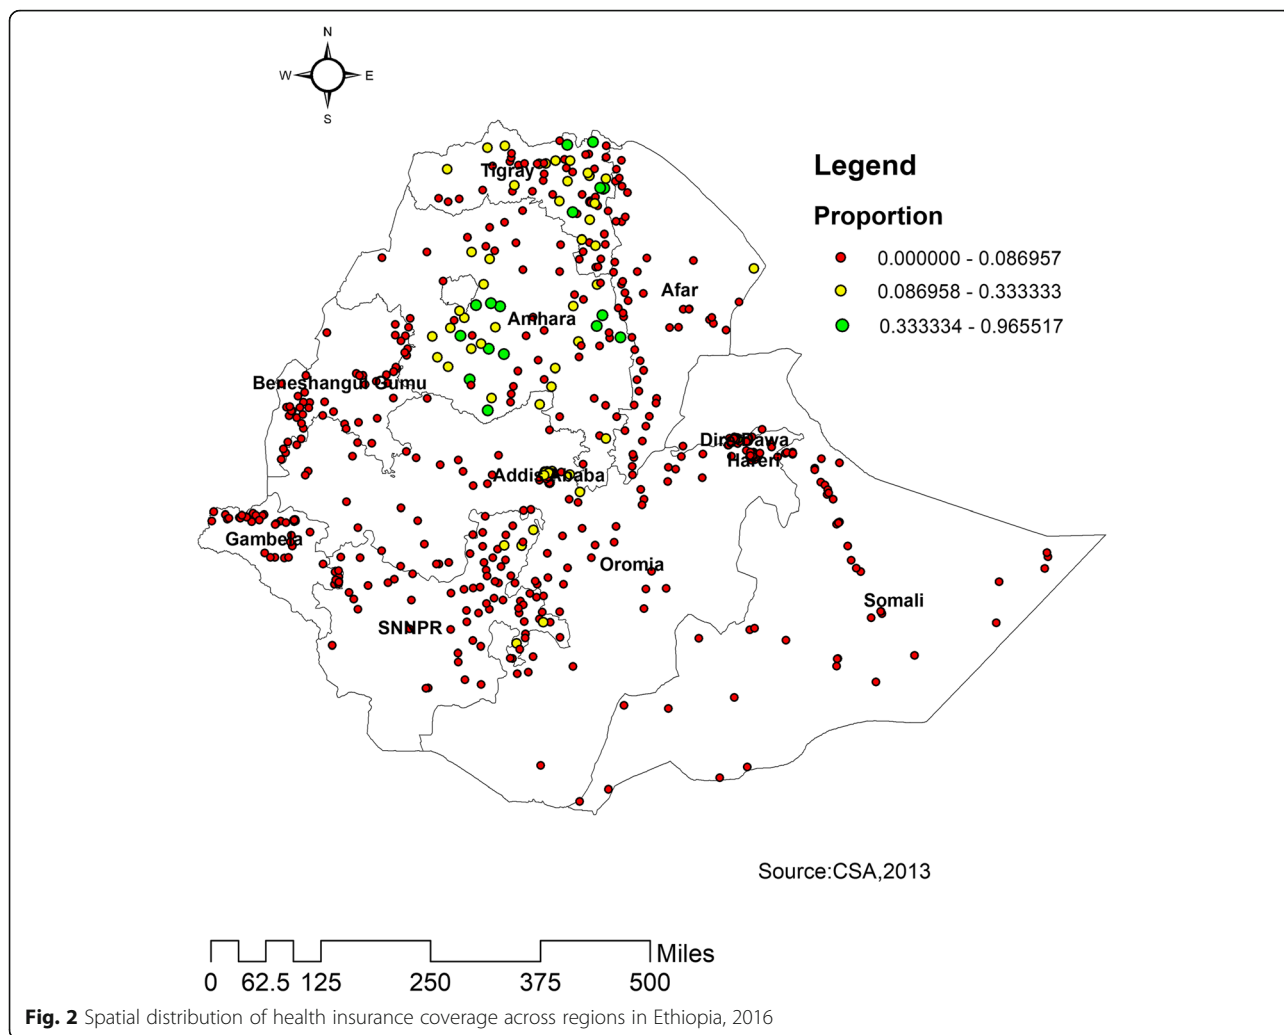 N
W E
S
Legend
Proportion
0.000000 - 0.086957
0.086958 - 0.333333
0.333334 - 0.965517
Tigray
Afar
Amhara
Beneshangul Gumu
Dire Dawa
Hareri
Addis Ababa
Gambela
Oromia
Somali
SNNPR
Source:CSA,2013
Miles
0 62.5 125 250 375 500
Fig. 2 Spatial distribution of health insurance coverage across regions in Ethiopia, 2016